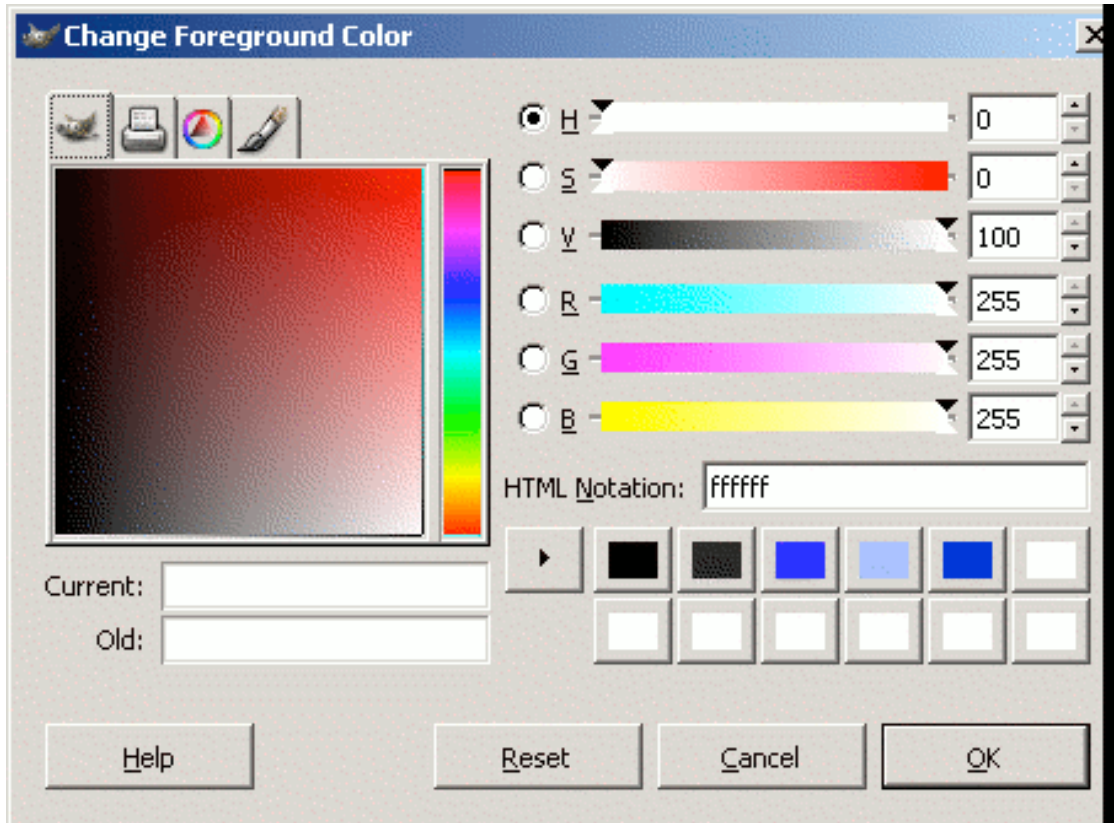 Change Foreground Color
H 0
S 0
V 100
R 255
G 255
B 255
HTML Notation: ffffff
Current:
Old:
Help Reset Cancel OK